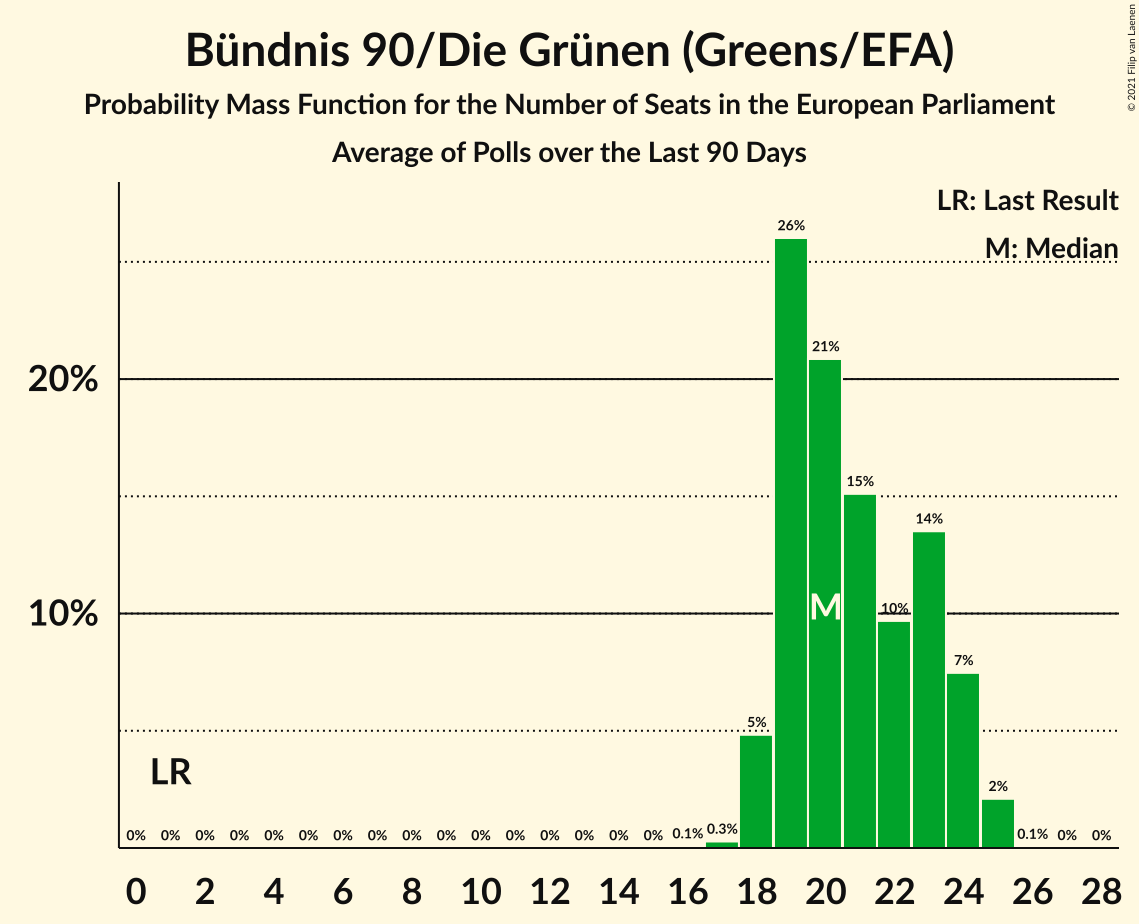 Bündnis 90/Die Grünen (Greens/EFA)
Probability Mass Function for the Number of Seats in the European Parliament
Average of Polls over the Last 90 Days
© 2021 Filip van Laenen
LR: Last Result
M: Median
26%
21%
20%
15%
14%
10%
10%
M
7%
5%
LR
2%
0% 0% 0% 0% 0% 0% 0% 0% 0% 0% 0% 0% 0% 0% 0% 0% 0.1% 0.3% 0.1% 0% 0%
0 2 4 6 8 10 12 14 16 18 20 22 24 26 28